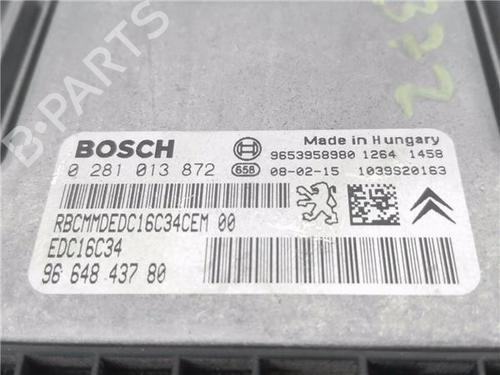 BOSCH
Made in Hungary
9653958980 1264 1458
0 281 013 872 658 08-02-15 1039S20163
RBCMMDEDC16C34CEM 00
EDC16C34
96 648 437 80
B-PARTS